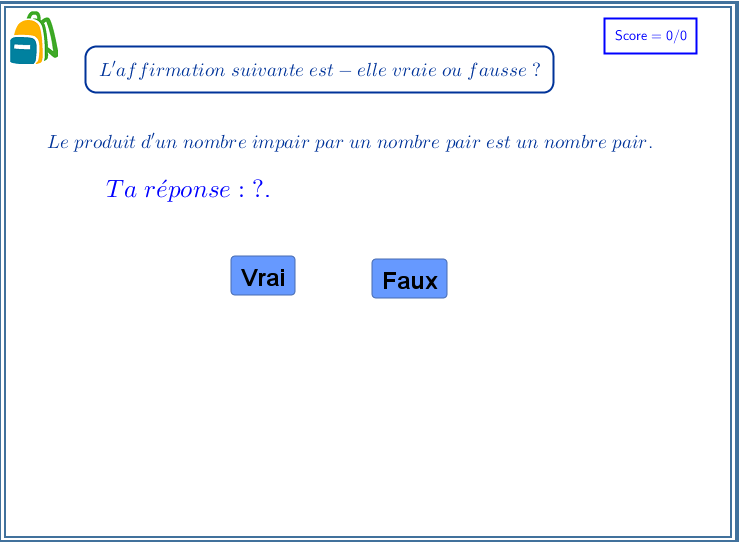 Score = 0/0
L'affirmation suivante est – elle vraie ou fausse ?
Le produit d'un nombre impair par un nombre pair est un nombre pair.
Ta réponse : ?.
Vrai
Faux